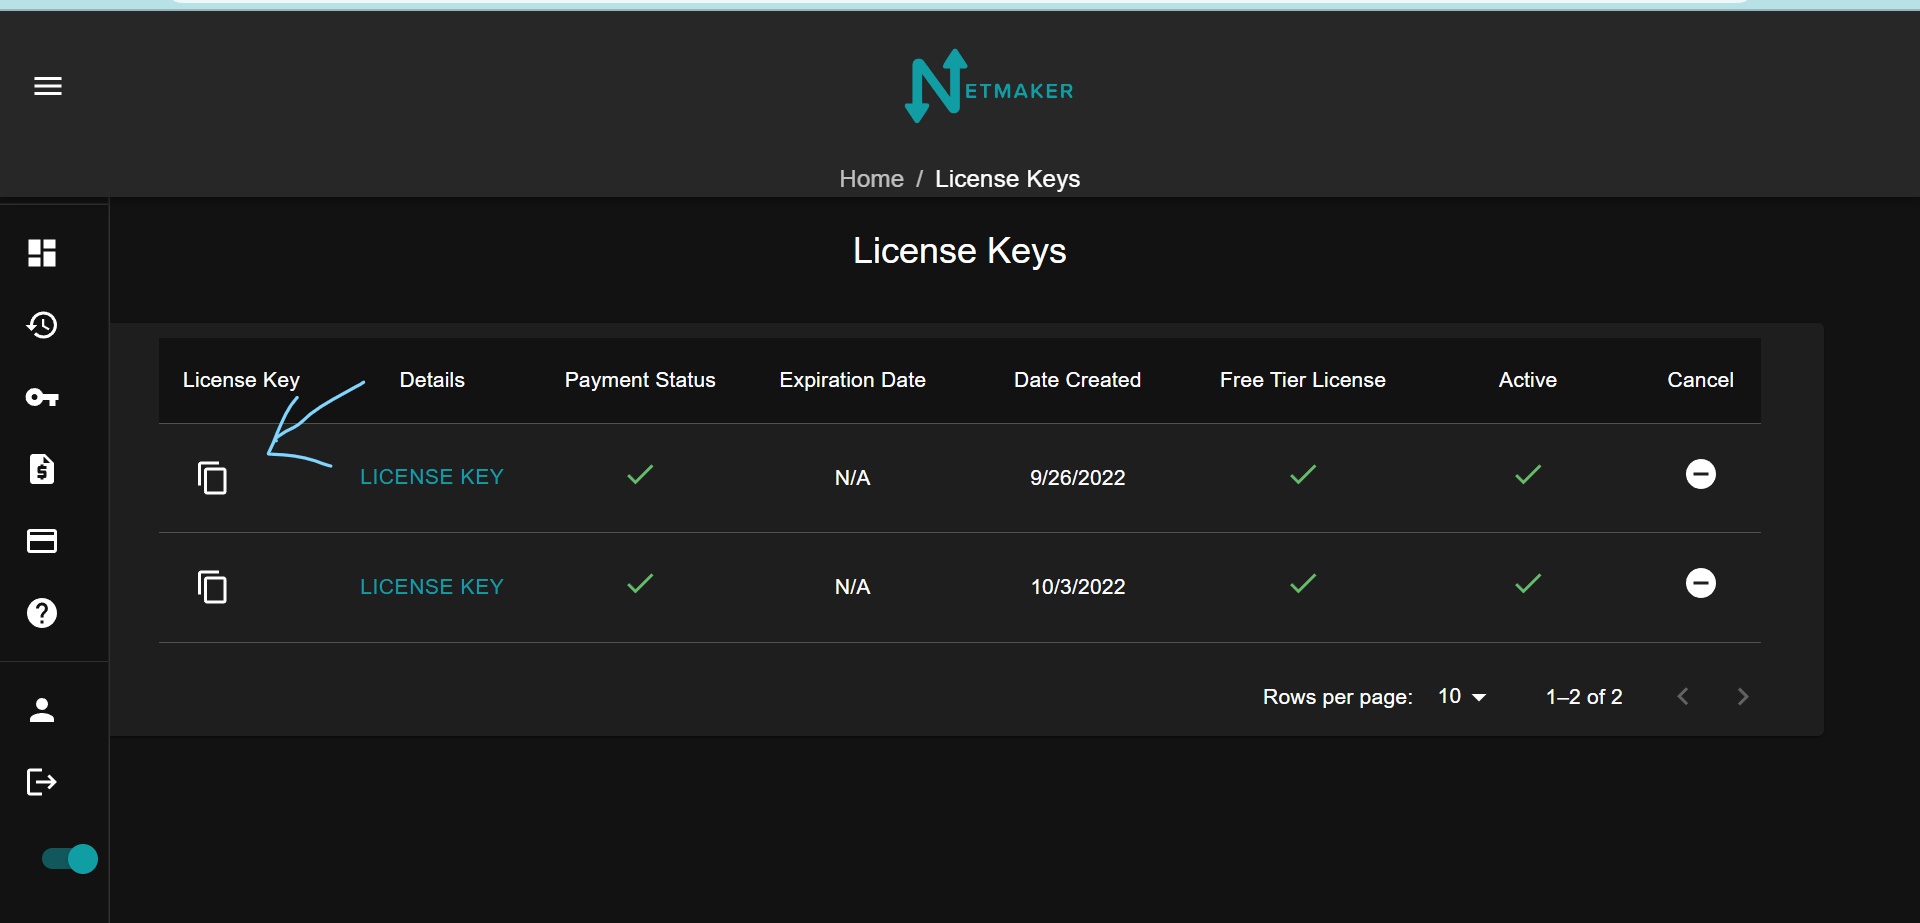 NETMAKER
Home / License Keys
License Keys
License Key Details Payment Status Expiration Date Date Created Free Tier License Active Cancel
LICENSE KEY N/A 9/26/2022
LICENSE KEY N/A 10/3/2022
Rows per page: 10 1–2 of 2